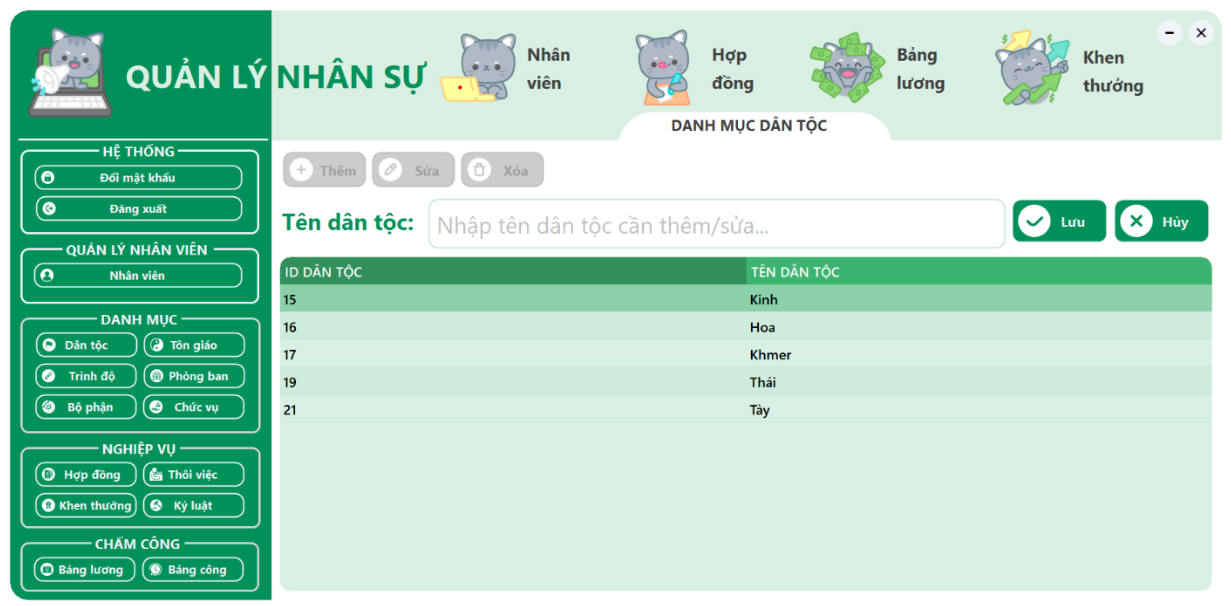 QUẢN LÝ NHÂN SỰ
Nhân
viên
Hợp
đồng
Bảng
lương
Khen
thưởng
DANH MỤC DÂN TỘC
HỆ THỐNG
Đổi mật khẩu
Đăng xuất
QUẢN LÝ NHÂN VIÊN
Nhân viên
DANH MỤC
Dân tộc Tôn giáo
Trình độ Phòng ban
Bộ phận Chức vụ
NGHIỆP VỤ
Hợp đồng Thôi việc
Khen thưởng Kỷ luật
CHẤM CÔNG
Bảng lương Bảng công
Thêm Sửa Xóa
Tên dân tộc: Nhập tên dân tộc cần thêm/sửa... Lưu Hủy
ID DÂN TỘC TÊN DÂN TỘC
15 Kinh
16 Hoa
17 Khmer
19 Thái
21 Tày